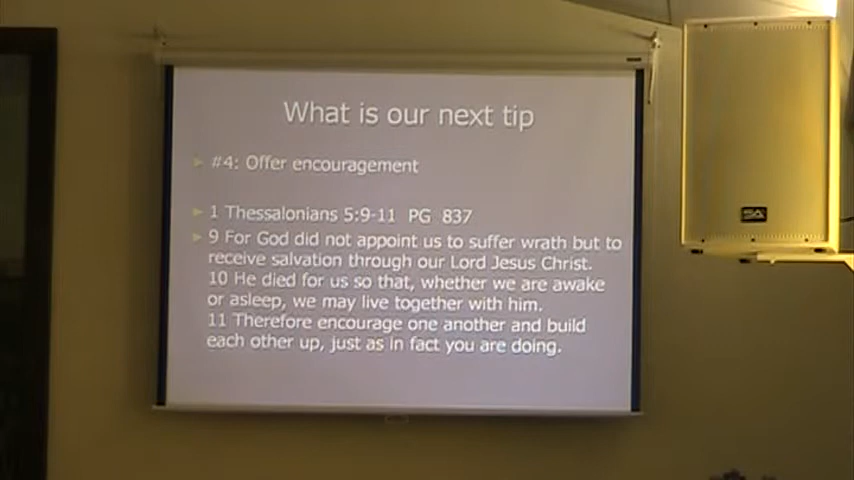 What is our next tip
#4: Offer encouragement
1 Thessalonians 5:9-11 PG 837
9 For God did not appoint us to suffer wrath but to
receive salvation through our Lord Jesus Christ.
10 He died for us so that, whether we are awake
or asleep, we may live together with him.
11 Therefore encourage one another and build
each other up, just as in fact you are doing.
SA